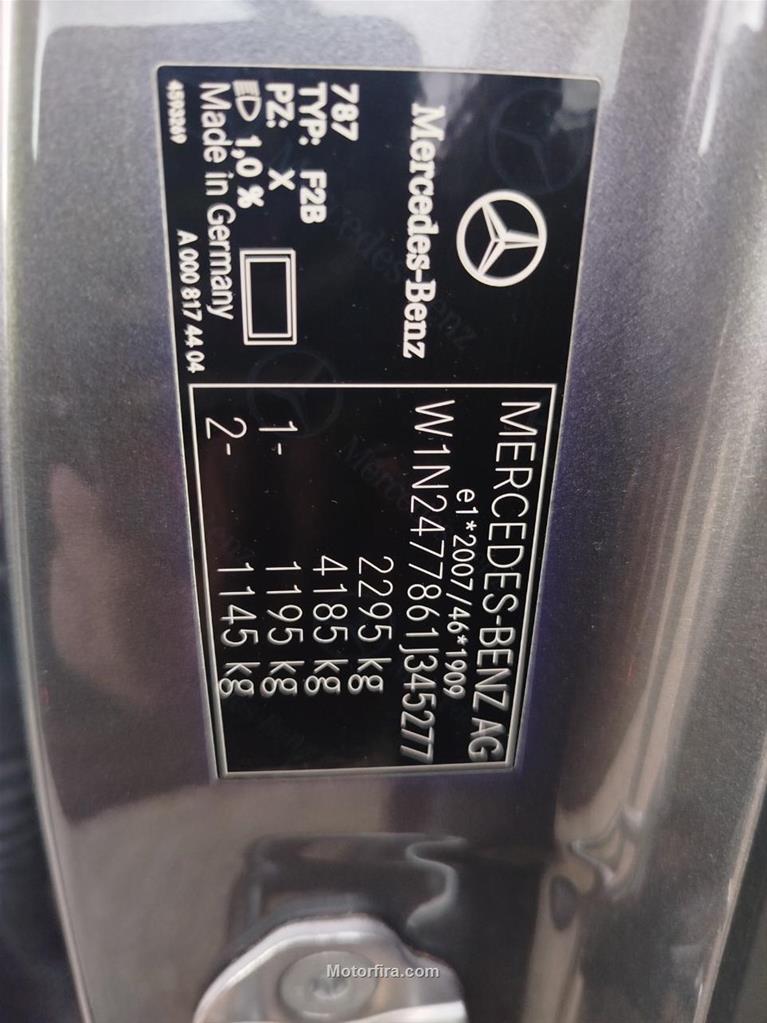 Mercedes-Benz
787
TYP: F2B
PZ: X
1,0 %
Made in Germany
4593269
A 000 817 44 04
MERCEDES-BENZ AG
e1*2007/46*1909
W1N2477861J345277
2295 kg
4185 kg
1- 1195 kg
2- 1145 kg
Motorfira.com